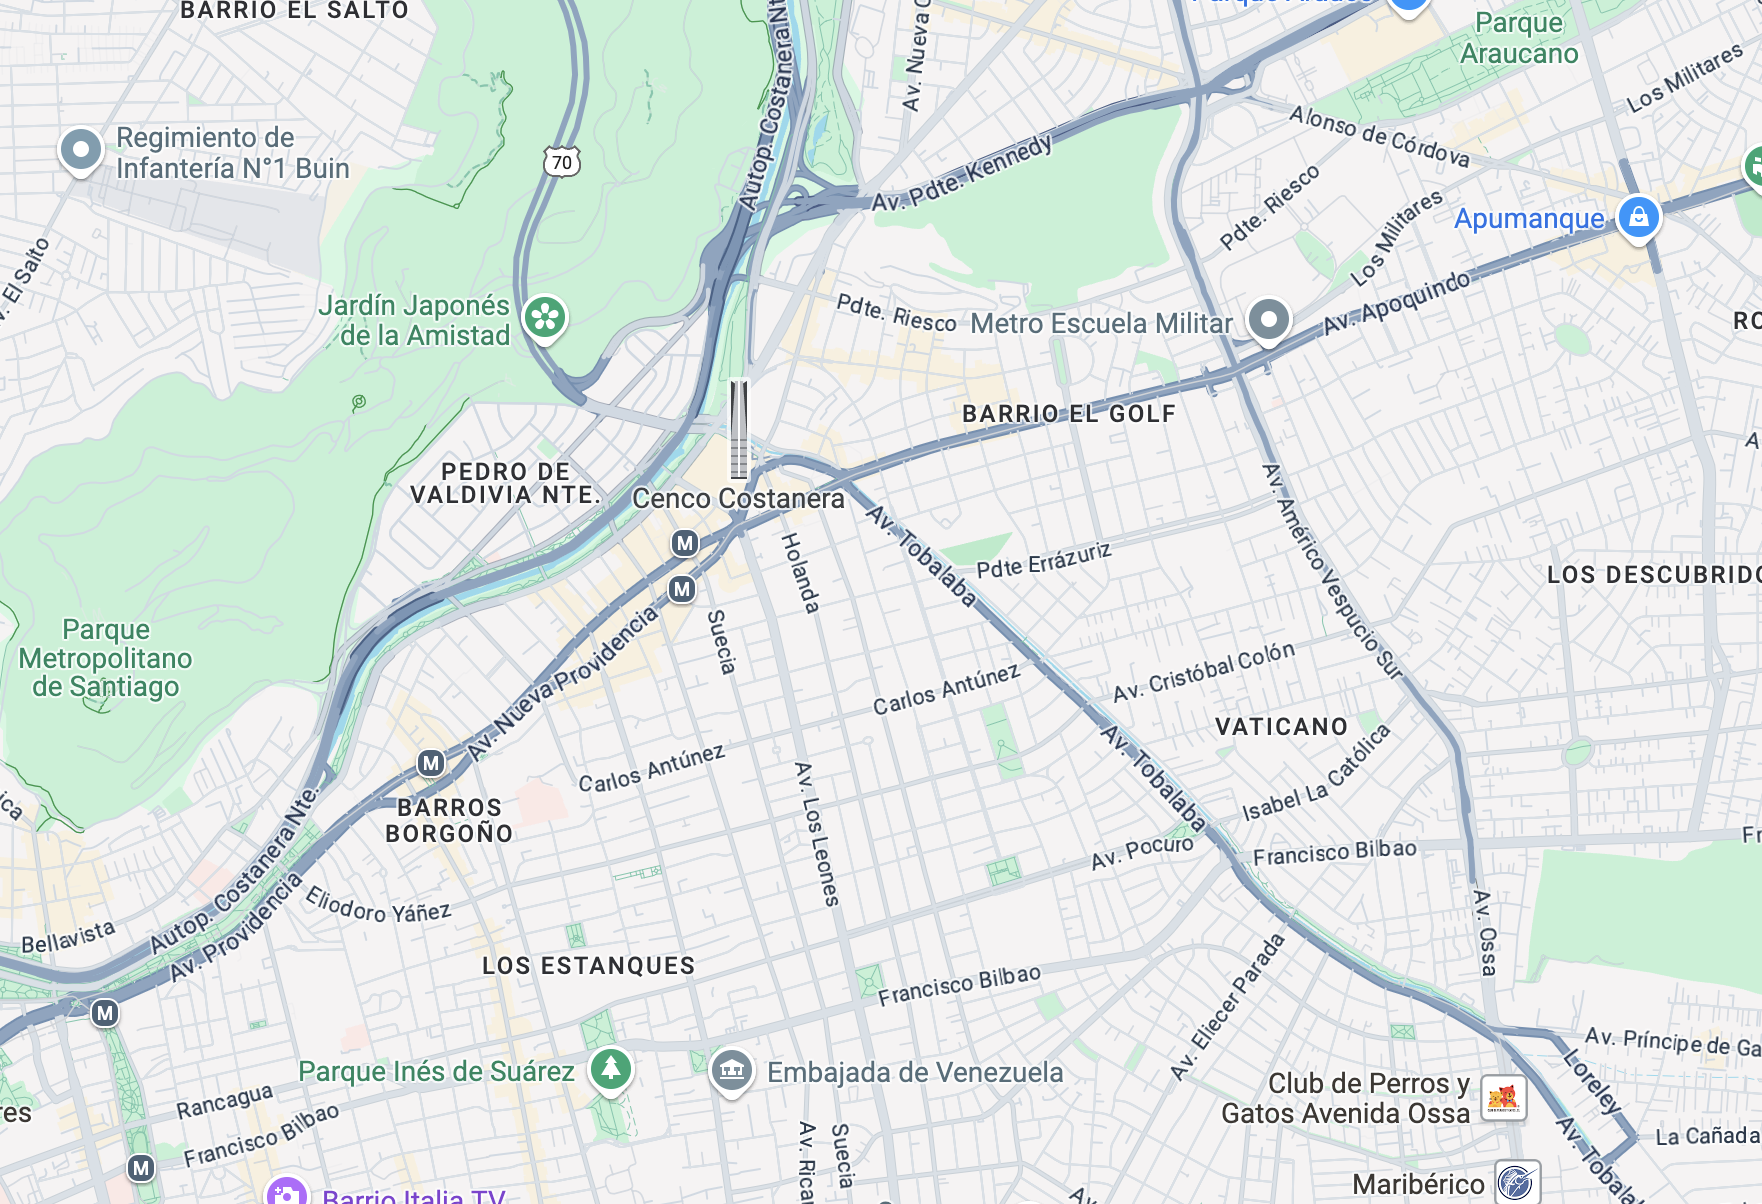 BARRIO EL SALTO
Autop. Costanera Nte.
Av. Nueva
Parque
Araucano
Los Militares
Regimiento de
Infantería N°1 Buin
70
Alonso de Córdova
Av. Pdte. Kennedy
Pdte. Riesco
Los Militares
Apumanque
Av. El Salto
Jardín Japonés
de la Amistad
Pdte. Riesco
Metro Escuela Militar
Av. Apoquindo
BARRIO EL GOLF
PEDRO DE
VALDIVIA NTE.
Cenco Costanera
Av. Américo Vespucio Sur
M
Holanda
Av. Tobalaba
Pdte Errázuriz
LOS DESCUBRIDO
M
Suecia
Parque
Metropolitano
de Santiago
Av. Nueva Providencia
Carlos Antúnez
Av. Cristóbal Colón
VATICANO
Carlos Antúnez
M
Av. Tobalaba
Isabel La Católica
BARROS
BORGOÑO
Av. Los Leones
Av. Pocuro
Francisco Bilbao
Fr
Autop. Costanera Nte.
Av. Providencia
Eliodoro Yáñez
Bellavista
LOS ESTANQUES
Av. Ossa
Francisco Bilbao
Av. Eliecer Parada
M
Parque Inés de Suárez
Embajada de Venezuela
Av. Príncipe de Ga
Loreley
Club de Perros y
Gatos Avenida Ossa
Rancagua
Francisco Bilbao
res
M
Av. Rica
Suecia
La Cañada
Av. Tobala
Maribérico
Barrio Italia TV
Av